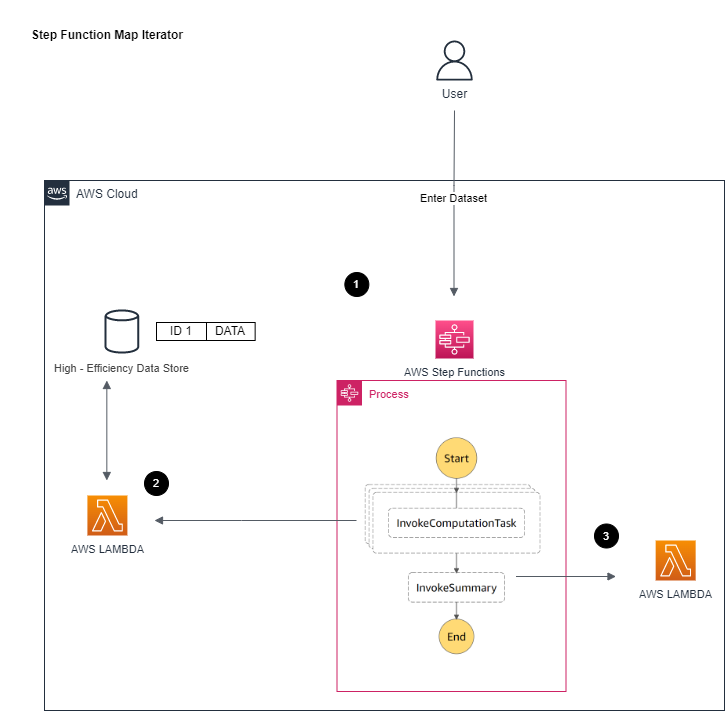 Step Function Map Iterator
User
aws
AWS Cloud
Enter Dataset
1
ID 1 DATA
High - Efficiency Data Store
AWS Step Functions
Process
Start
2
InvokeComputationTask
AWS LAMBDA
3
InvokeSummary
AWS LAMBDA
End